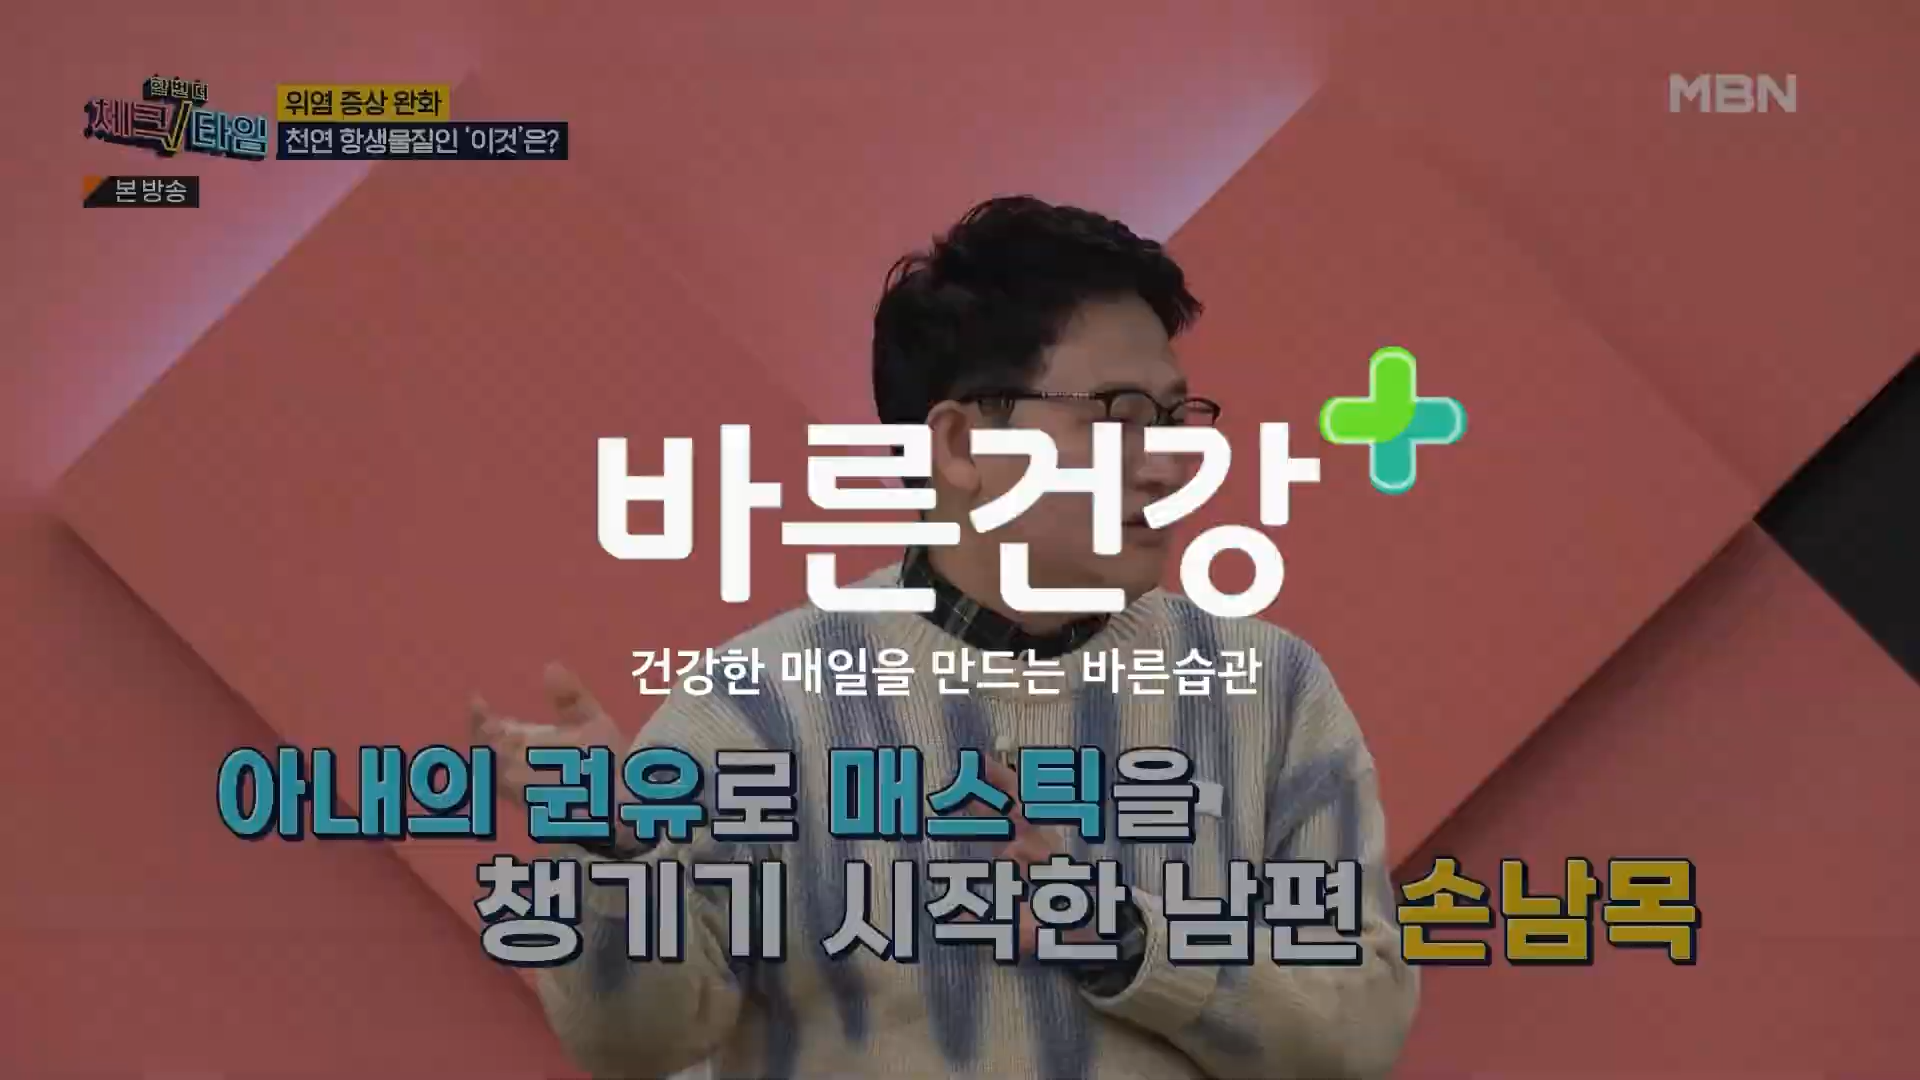 한번 더
체크타임
위염 증상 완화
천연 항생물질인 '이것'은?
본방송
MBN
바른건강
건강한 매일을 만드는 바른습관
아내의 권유로 매스틱을
챙기기 시작한 남편 손남목